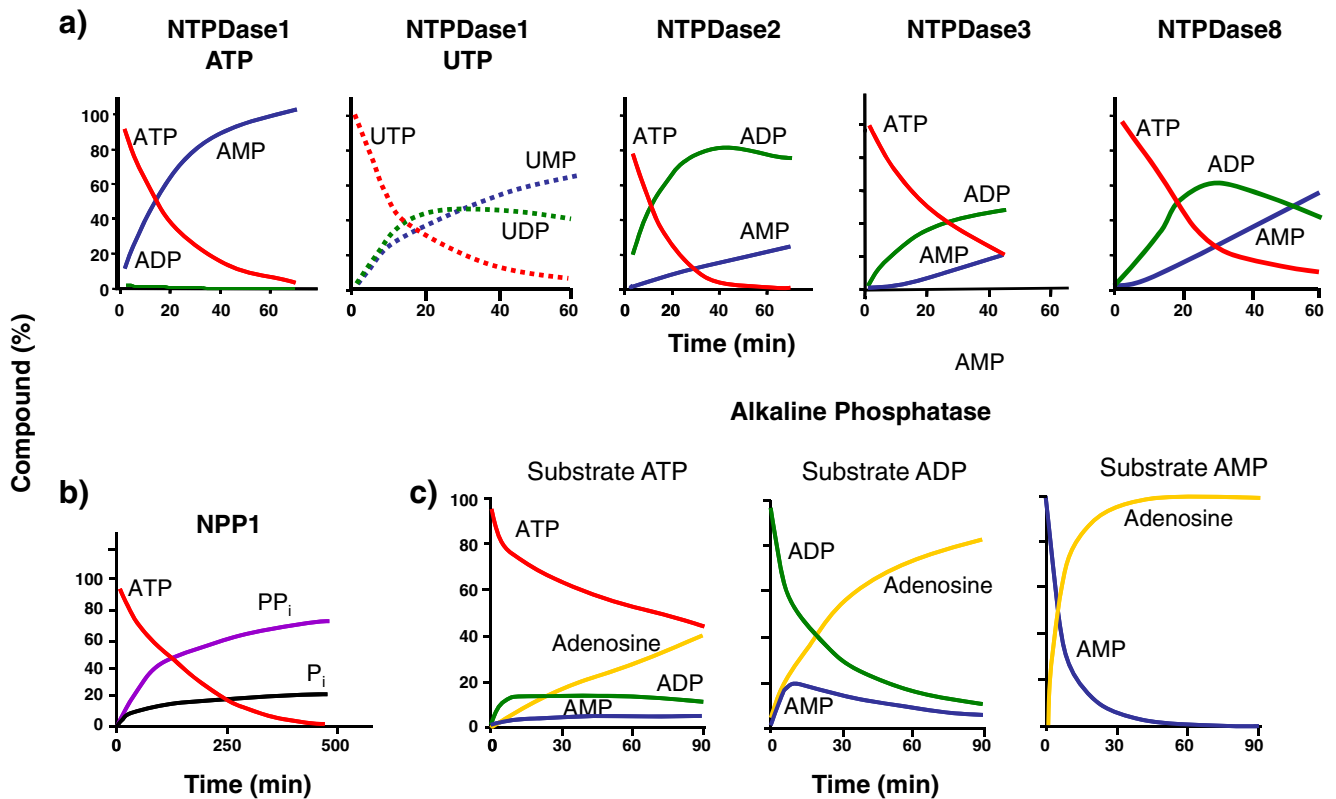 a)
NTPDase1
ATP
NTPDase1
UTP
NTPDase2
NTPDase3
NTPDase8
100
80
60
40
20
0
ATP
AMP
ADP
0 20 40 60
UTP
UMP
UDP
0 20 40 60
ATP
ADP
AMP
0 20 40 60
ATP
ADP
AMP
0 20 40 60
ATP
ADP
AMP
0 20 40 60
Time (min)
Compound (%)
AMP
Alkaline Phosphatase
b)
NPP1
100
80
60
40
20
0
ATP
PPi
Pi
0 250 500
Time (min)
c)
Substrate ATP
100
80
60
40
20
0
ATP
Adenosine
ADP
AMP
0 30 60 90
Substrate ADP
ADP
Adenosine
AMP
0 30 60 90
Substrate AMP
Adenosine
AMP
0 30 60 90
Time (min)